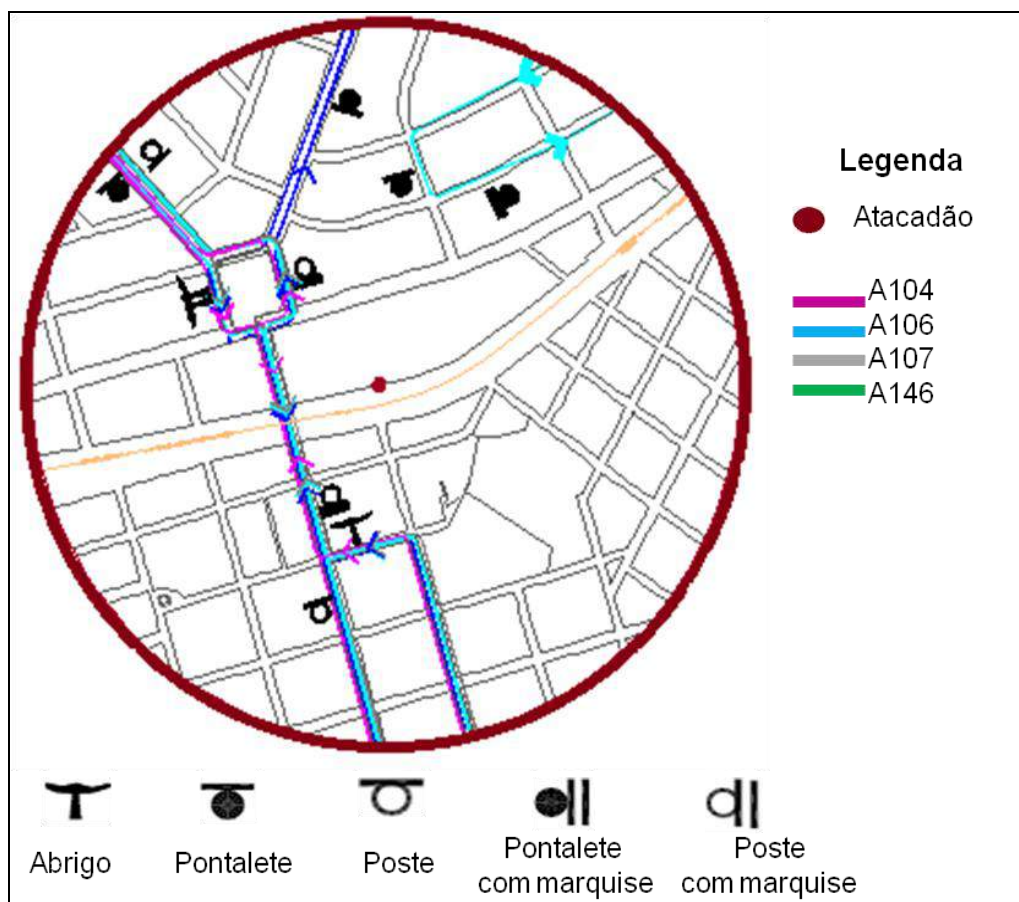 Legenda
Atacadão
A104
A106
A107
A146
Abrigo
Pontalete
Poste
Pontalete
com marquise
Poste
com marquise